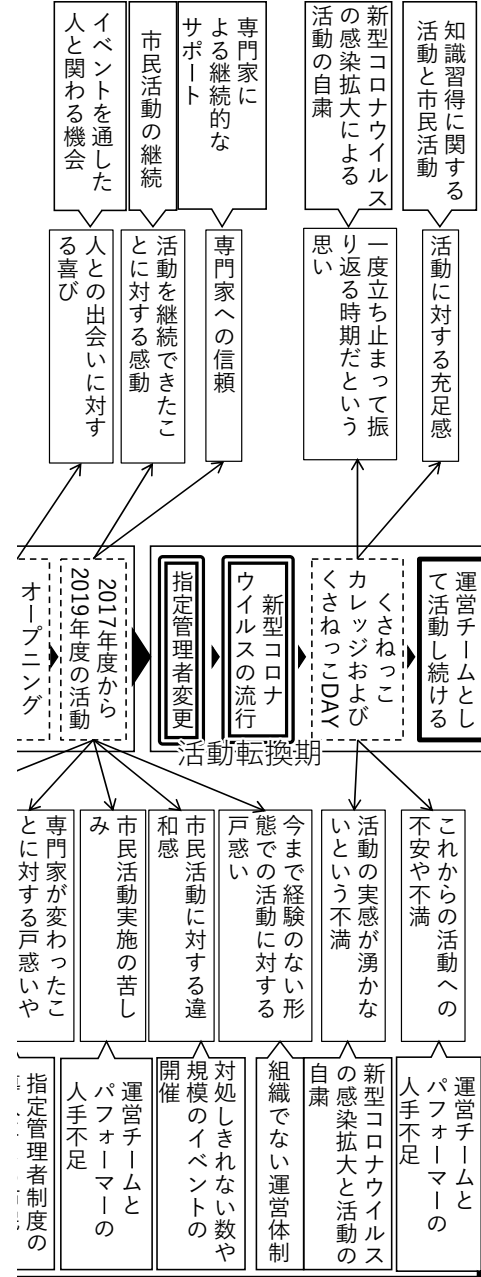 知識習得に関する
活動と市民活動
新型コロナウイルス
の感染拡大による
活動の自粛
専門家に
よる継続的な
サポート
市民活動の継続
イベントを通した
人と関わる機会
活動に対する充足感
一度立ち止まって振
り返る時期だという
思い
専門家への信頼
活動を継続できたこ
とに対する感動
人との出会いに対す
る喜び
運営チームとし
て活動し続ける
くさねっこ
カレッジおよび
くさねっこDAY
新型コロナ
ウイルスの流行
指定管理者変更
2017年度から
2019年度の活動
オープニング
活動転換期
これからの活動への
不安や不満
活動の実感が湧かな
いという不満
今まで経験のない形
態での活動に対する
戸惑い
市民活動に対する違
和感
市民活動実施の苦し
み
専門家が変わったこ
とに対する戸惑いや
運営チームと
パフォーマーの
人手不足
新型コロナウイルス
の感染拡大と活動の
自粛
組織でない運営体制
対処しきれない数や
規模のイベントの
開催
運営チームと
パフォーマーの
人手不足
指定管理者制度の